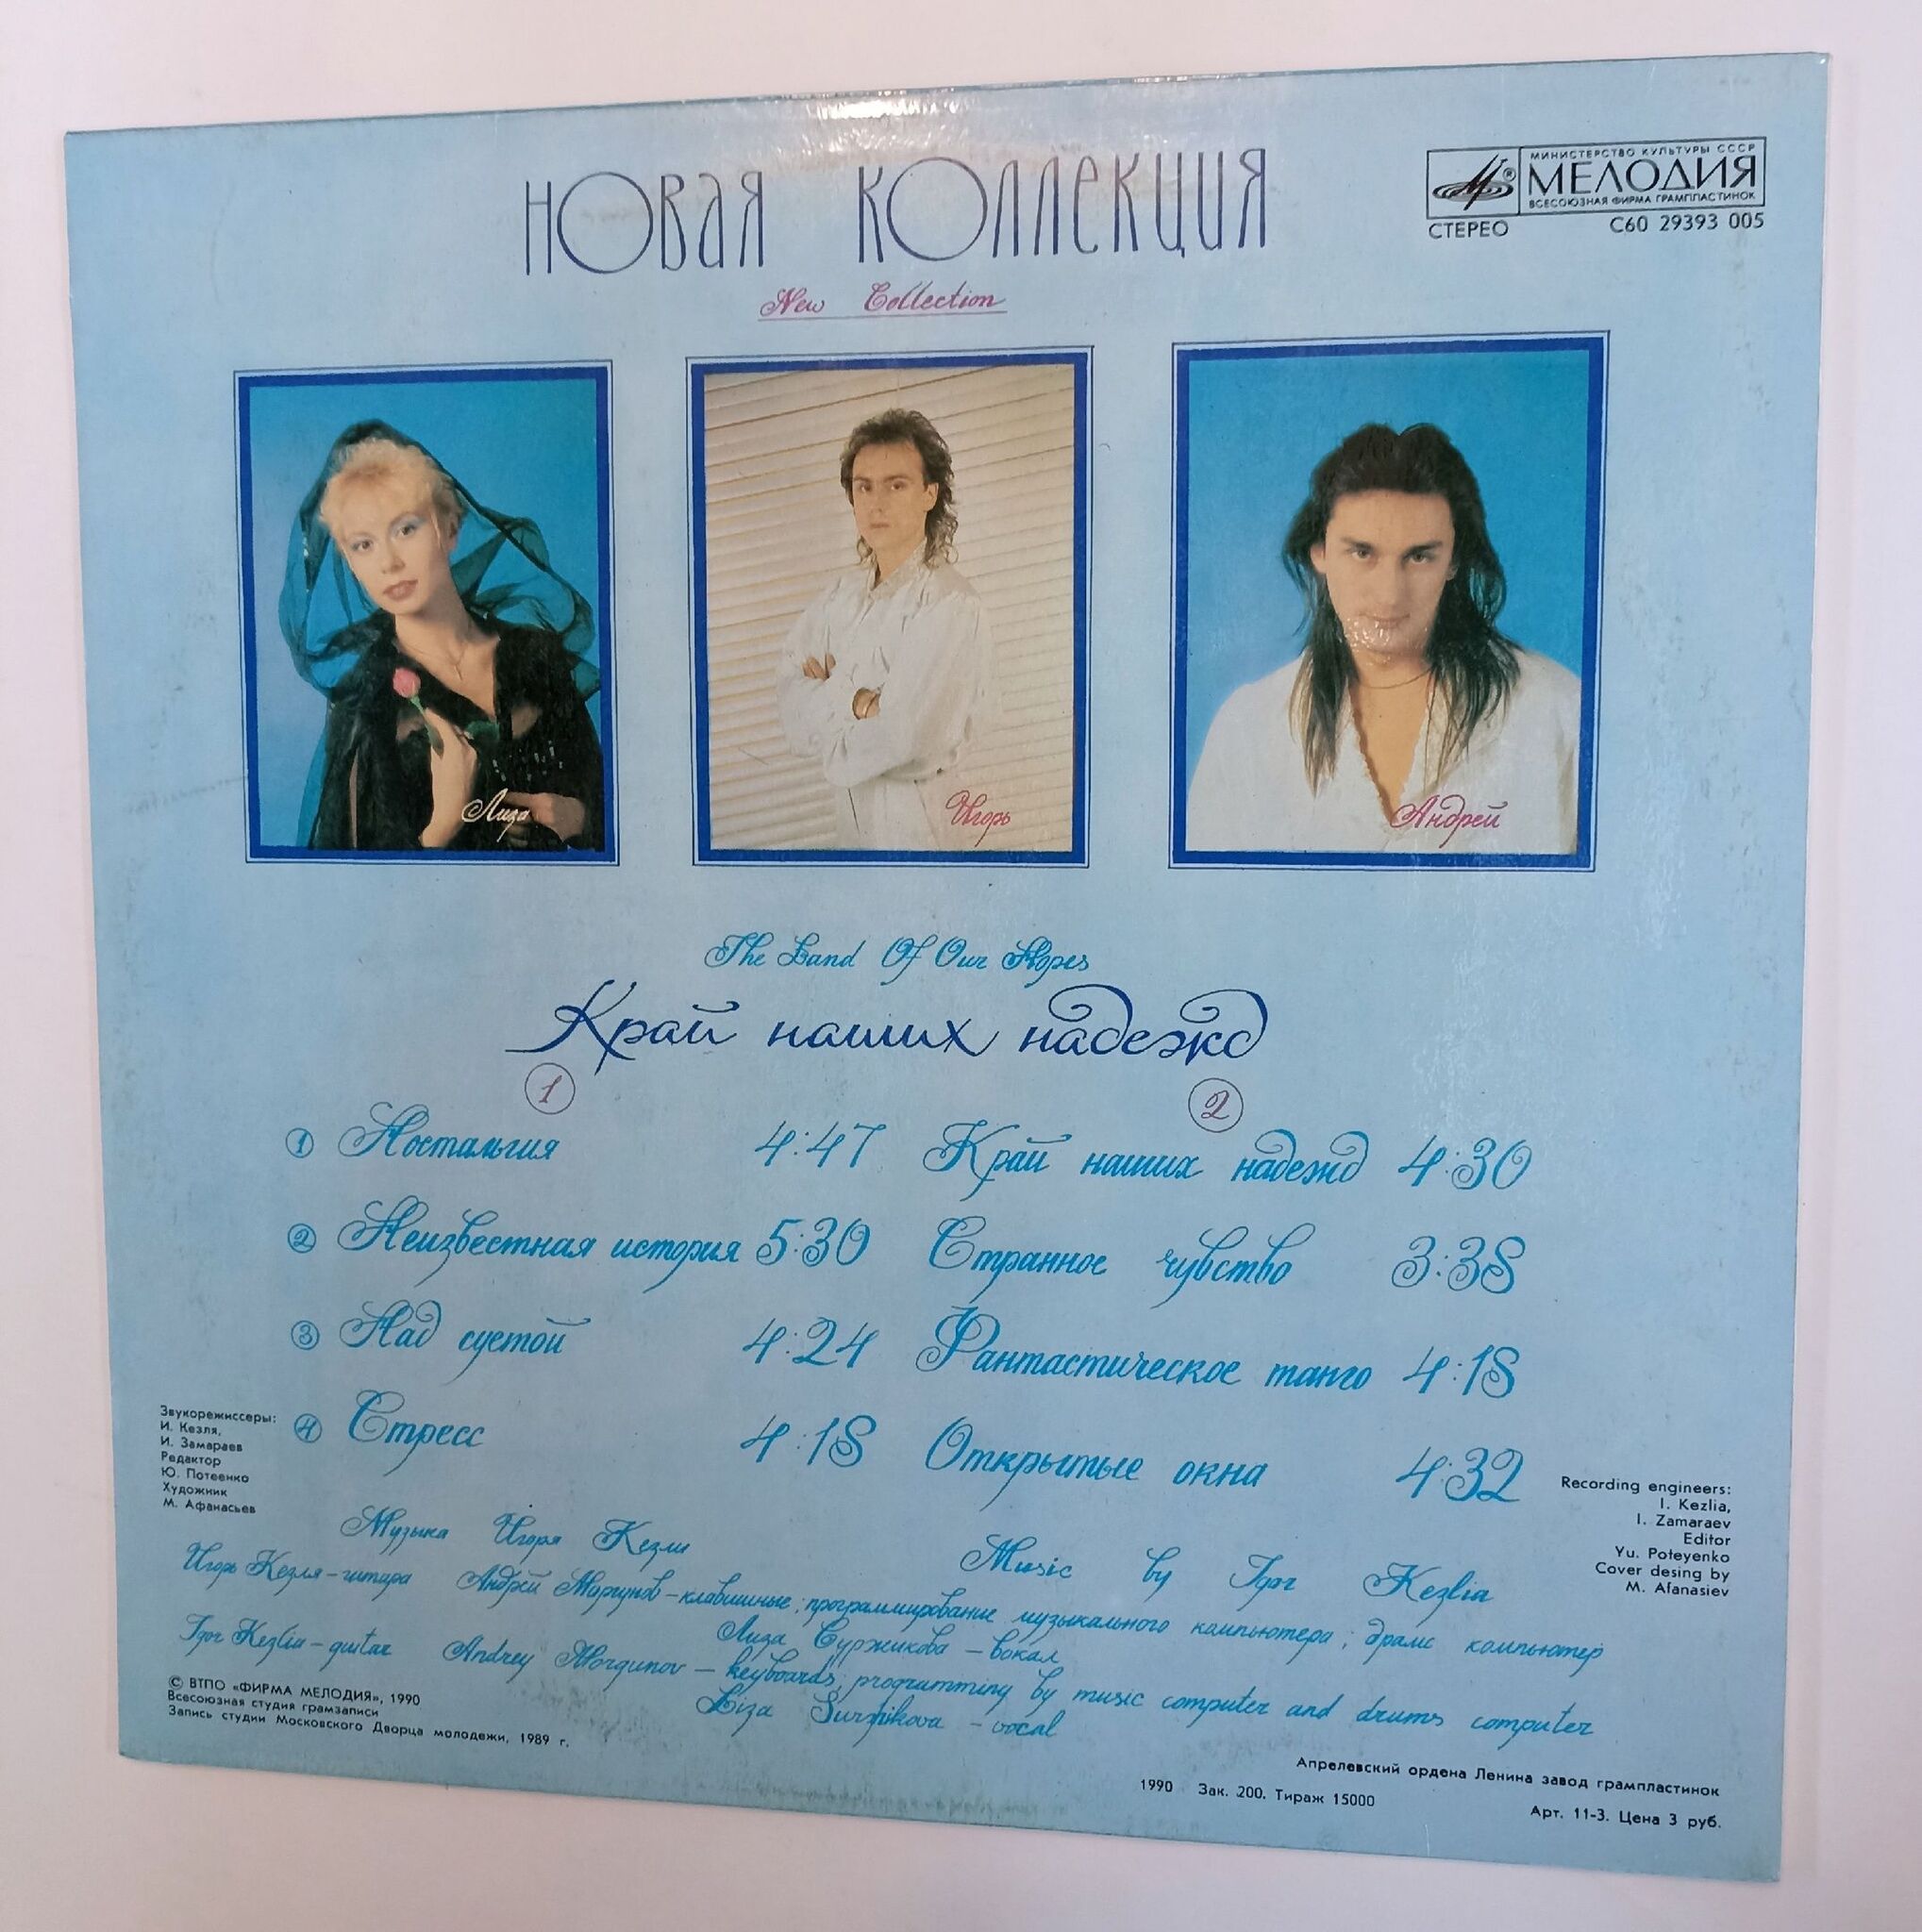 НОВАЯ КОЛЛЕКЦИЯ
New Collection
МИНИСТЕРСТВО КУЛЬТУРЫ СССР
МЕЛОДИЯ
ВСЕСОЮЗНАЯ ФИРМА ГРАМПЛАСТИНОК
СТЕРЕО С60 29393 005
Лиза
Игорь
Андрей
The Land Of Our Hopes
Край наших надежд
1
1 Ностальгия 4:47
2 Неизвестная история 5:30
3 Над суетой 4:24
4 Стресс 4:18
2
Край наших надежд 4:30
Странное чувство 3:38
Фантастическое танго 4:18
Открытые окна 4:32
Звукорежиссеры:
И. Кезля,
И. Замараев
Редактор
Ю. Потеенко
Художник
М. Афанасьев
Recording engineers:
I. Kezlia,
I. Zamaraev
Editor
Yu. Poteyenko
Cover desing by
M. Afanasiev
Музыка Игоря Кезли
Music by Igor Kezlia
Игорь Кезля – гитара Андрей Моргунов – клавишные; программирование музыкального компьютера; драмс компьютер
Лиза Суржикова – вокал
Igor Kezlia – guitar Andrey Morgunov – keyboards; programming by music computer and drums computer
Liza Surzhikova – vocal
© ВТПО «ФИРМА МЕЛОДИЯ», 1990
Всесоюзная студия грамзаписи
Запись студии Московского Дворца молодежи, 1989 г.
Апрелевский ордена Ленина завод грампластинок
1990 Зак. 200. Тираж 15000
Арт. 11-3. Цена 3 руб.